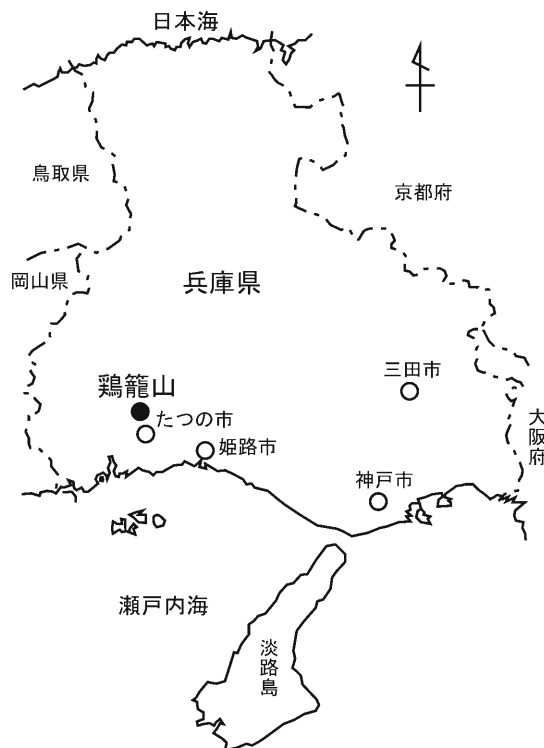 日本海
鳥取県
京都府
岡山県
兵庫県
三田市
鶏籠山
たつの市
大阪府
姫路市
神戸市
瀬戸内海
淡路島